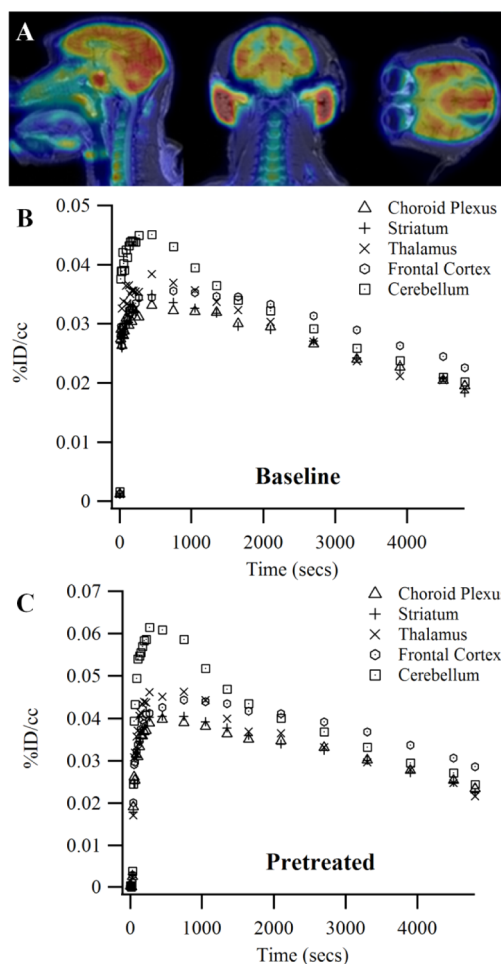 A
B
0.05
0.04
0.03
0.02
0.01
0
%ID/cc
Choroid Plexus
Striatum
Thalamus
Frontal Cortex
Cerebellum
Baseline
0 1000 2000 3000 4000
Time (secs)
C
0.07
0.06
0.05
0.04
0.03
0.02
0.01
0
%ID/cc
Choroid Plexus
Striatum
Thalamus
Frontal Cortex
Cerebellum
Pretreated
0 1000 2000 3000 4000
Time (secs)